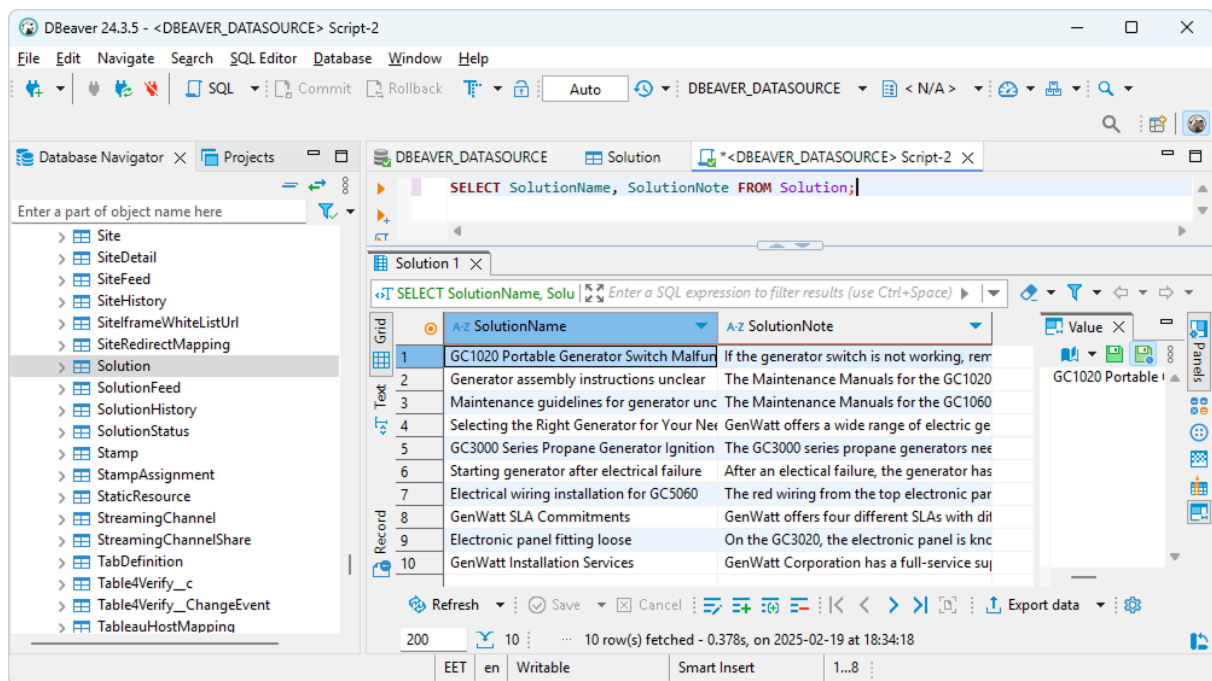 DBeaver 24.3.5 - <DBEAVER_DATASOURCE> Script-2
File Edit Navigate Search SQL Editor Database Window Help
SQL Commit Rollback Auto DBEAVER_DATASOURCE < N/A >
Database Navigator Projects
Enter a part of object name here
Site
SiteDetail
SiteFeed
SiteHistory
SiteIframeWhiteListUrl
SiteRedirectMapping
Solution
SolutionFeed
SolutionHistory
SolutionStatus
Stamp
StampAssignment
StaticResource
StreamingChannel
StreamingChannelShare
TabDefinition
Table4Verify__c
Table4Verify__ChangeEvent
TableauHostMapping
DBEAVER_DATASOURCE Solution *<DBEAVER_DATASOURCE> Script-2
SELECT SolutionName, SolutionNote FROM Solution;
Solution 1
SELECT SolutionName, Solu Enter a SQL expression to filter results (use Ctrl+Space)
Grid
Text
Record
A-Z SolutionName A-Z SolutionNote
1 GC1020 Portable Generator Switch Malfun If the generator switch is not working, rem
2 Generator assembly instructions unclear The Maintenance Manuals for the GC1020
3 Maintenance guidelines for generator unc The Maintenance Manuals for the GC1060
4 Selecting the Right Generator for Your Nee GenWatt offers a wide range of electric ge
5 GC3000 Series Propane Generator Ignition The GC3000 series propane generators nee
6 Starting generator after electrical failure After an electical failure, the generator has
7 Electrical wiring installation for GC5060 The red wiring from the top electronic par
8 GenWatt SLA Commitments GenWatt offers four different SLAs with dif
9 Electronic panel fitting loose On the GC3020, the electronic panel is knc
10 GenWatt Installation Services GenWatt Corporation has a full-service su
Value
GC1020 Portable
Panels
Refresh Save Cancel Export data
200 10 10 row(s) fetched - 0.378s, on 2025-02-19 at 18:34:18
EET en Writable Smart Insert 1...8